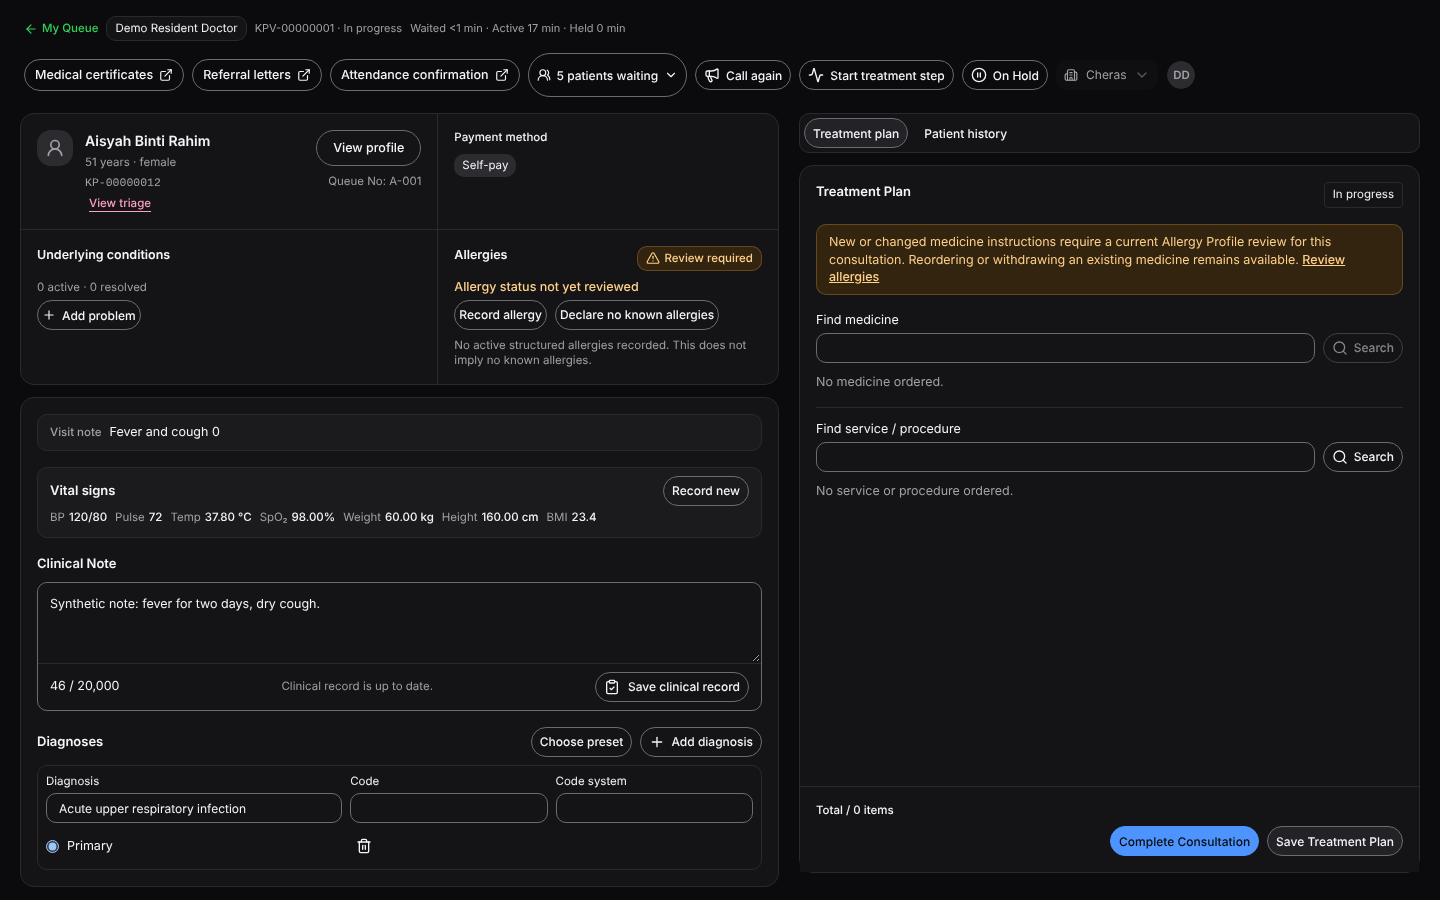 My Queue
Demo Resident Doctor
KPV-00000001 · In progress
Waited <1 min · Active 17 min · Held 0 min
Medical certificates
Referral letters
Attendance confirmation
5 patients waiting
Call again
Start treatment step
On Hold
Cheras
DD
Aisyah Binti Rahim
51 years · female
KP-00000012
View triage
View profile
Queue No: A-001
Payment method
Self-pay
Underlying conditions
0 active · 0 resolved
Add problem
Allergies
Review required
Allergy status not yet reviewed
Record allergy
Declare no known allergies
No active structured allergies recorded. This does not
imply no known allergies.
Visit note Fever and cough 0
Vital signs
Record new
BP 120/80 Pulse 72 Temp 37.80 °C SpO₂ 98.00% Weight 60.00 kg Height 160.00 cm BMI 23.4
Clinical Note
Synthetic note: fever for two days, dry cough.
46 / 20,000
Clinical record is up to date.
Save clinical record
Diagnoses
Choose preset
Add diagnosis
Diagnosis
Code
Code system
Acute upper respiratory infection
Primary
Treatment plan
Patient history
Treatment Plan
In progress
New or changed medicine instructions require a current Allergy Profile review for this
consultation. Reordering or withdrawing an existing medicine remains available. Review
allergies
Find medicine
Search
No medicine ordered.
Find service / procedure
Search
No service or procedure ordered.
Total / 0 items
Complete Consultation
Save Treatment Plan